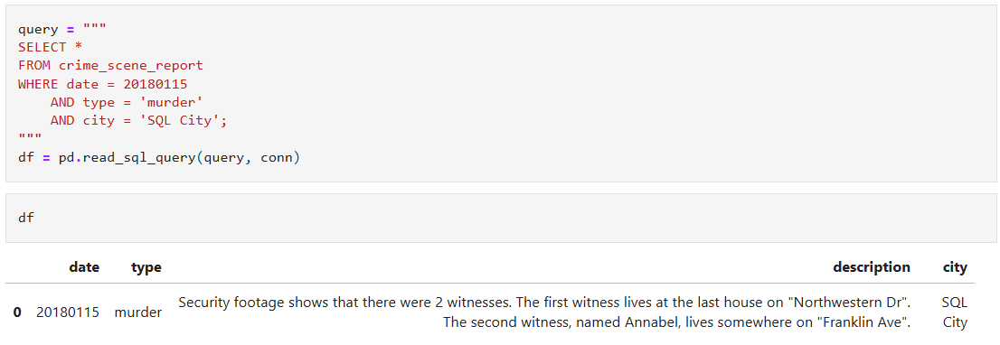 query = """
SELECT *
FROM crime_scene_report
WHERE date = 20180115
    AND type = 'murder'
    AND city = 'SQL City';
"""
df = pd.read_sql_query(query, conn)
df
date type description city
0 20180115 murder Security footage shows that there were 2 witnesses. The first witness lives at the last house on "Northwestern Dr". SQL
The second witness, named Annabel, lives somewhere on "Franklin Ave". City